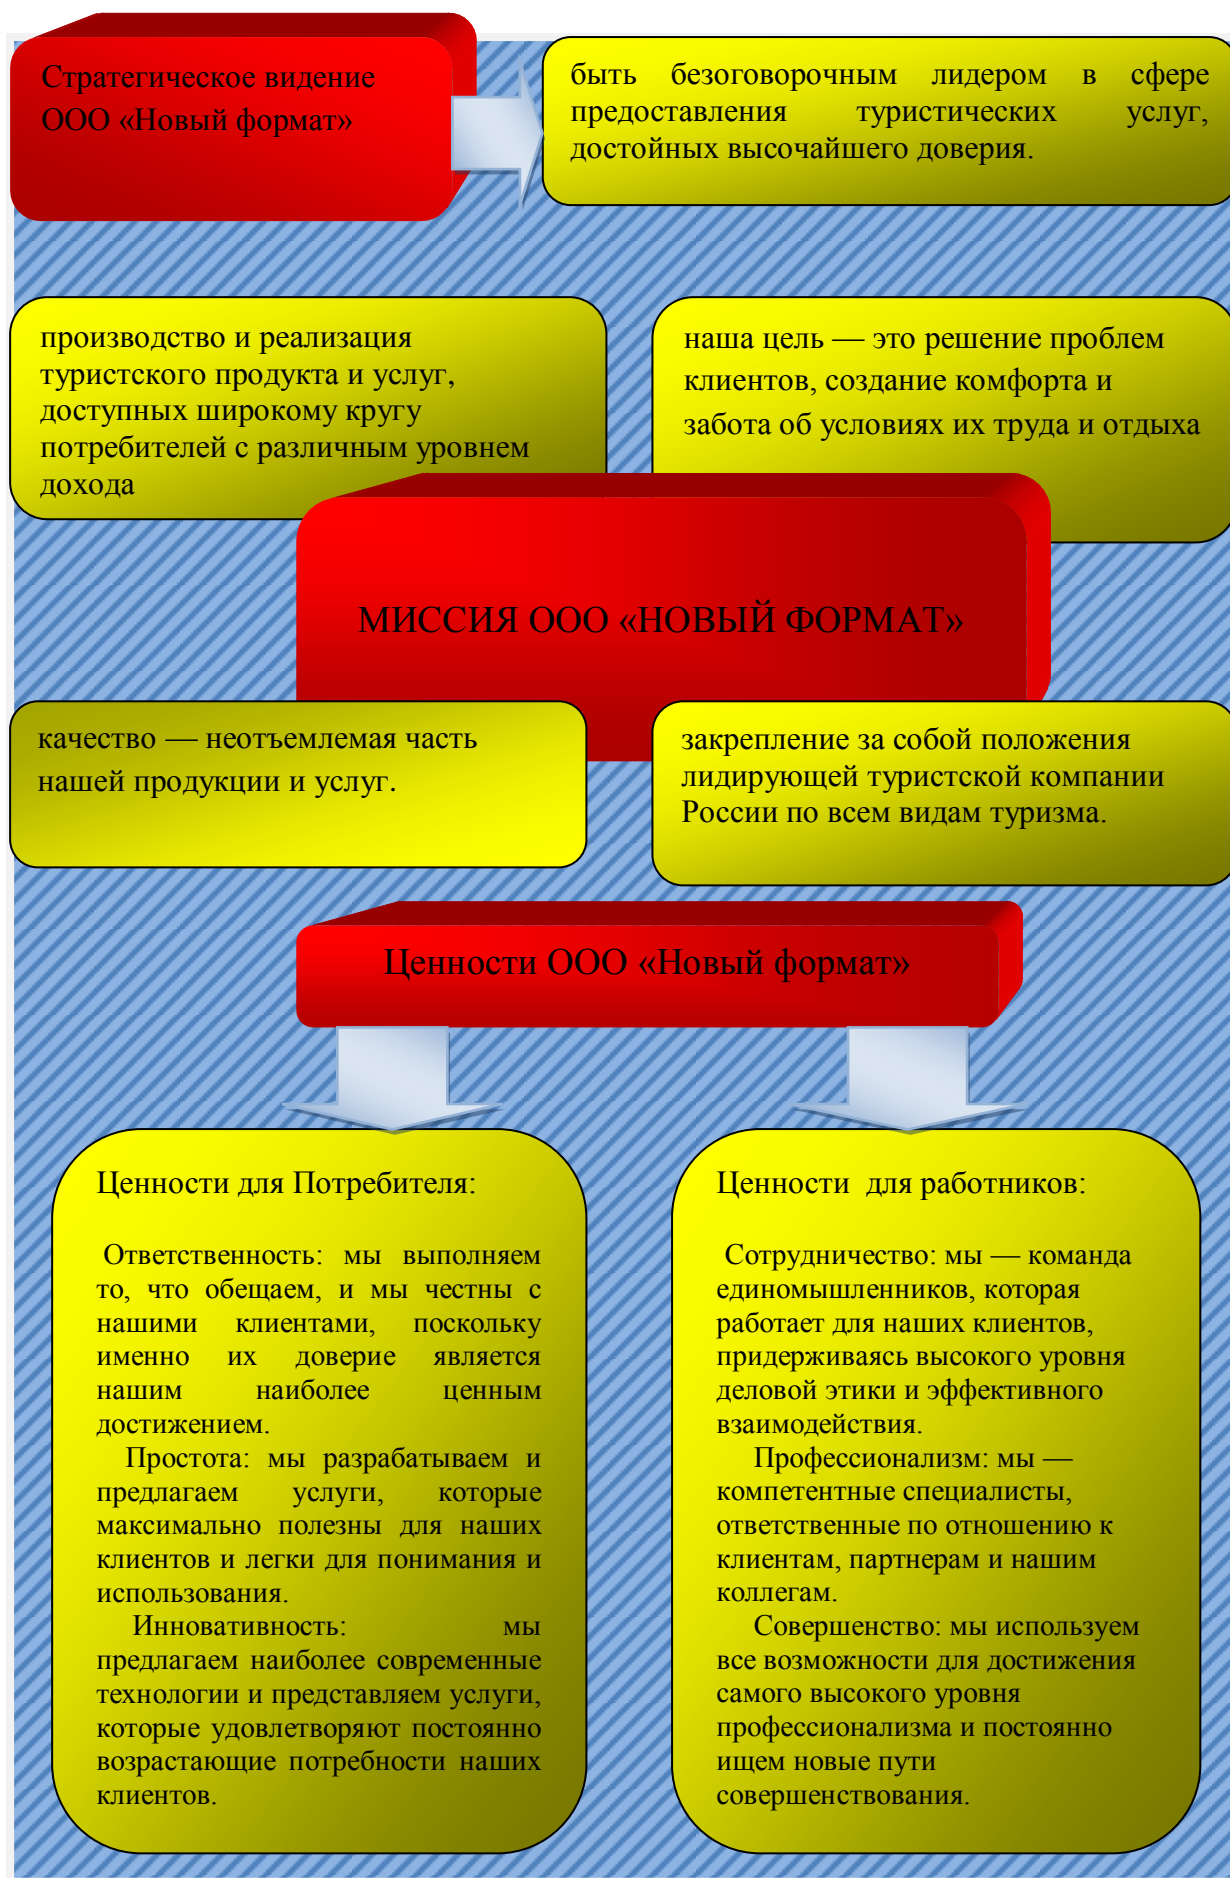 Стратегическое видение
ООО «Новый формат»
быть безоговорочным лидером в сфере
предоставления туристических услуг,
достойных высочайшего доверия.
производство и реализация
туристского продукта и услуг,
доступных широкому кругу
потребителей с различным уровнем
дохода
наша цель — это решение проблем
клиентов, создание комфорта и
забота об условиях их труда и отдыха
МИССИЯ ООО «НОВЫЙ ФОРМАТ»
качество — неотъемлемая часть
нашей продукции и услуг.
закрепление за собой положения
лидирующей туристской компании
России по всем видам туризма.
Ценности ООО «Новый формат»
Ценности для Потребителя:
Ответственность: мы выполняем
то, что обещаем, и мы честны с
нашими клиентами, поскольку
именно их доверие является
нашим наиболее ценным
достижением.
Простота: мы разрабатываем и
предлагаем услуги, которые
максимально полезны для наших
клиентов и легки для понимания и
использования.
Инновативность: мы
предлагаем наиболее современные
технологии и представляем услуги,
которые удовлетворяют постоянно
возрастающие потребности наших
клиентов.
Ценности для работников:
Сотрудничество: мы — команда
единомышленников, которая
работает для наших клиентов,
придерживаясь высокого уровня
деловой этики и эффективного
взаимодействия.
Профессионализм: мы —
компетентные специалисты,
ответственные по отношению к
клиентам, партнерам и нашим
коллегам.
Совершенство: мы используем
все возможности для достижения
самого высокого уровня
профессионализма и постоянно
ищем новые пути
совершенствования.